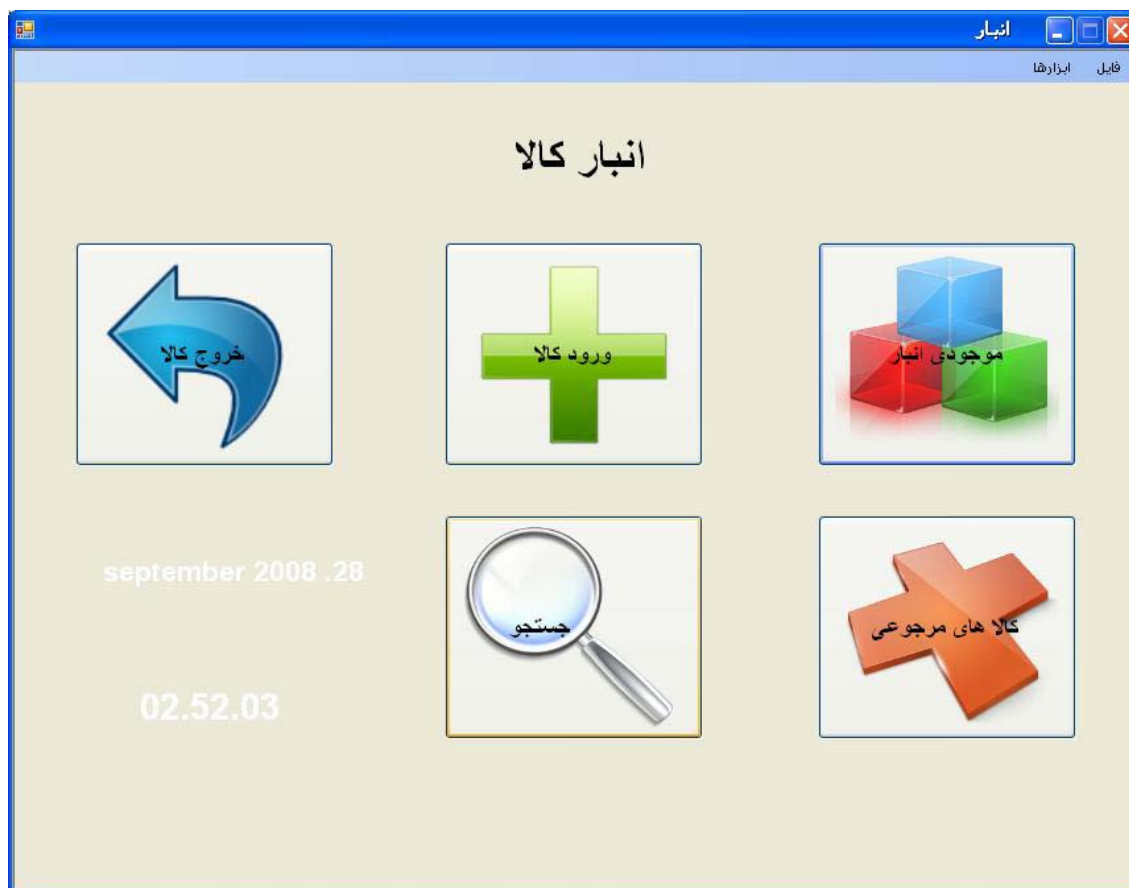 انبار
فایل ابزارها
انبار کالا
موجودی انبار
ورود کالا
خروج کالا
کالا های مرجوعی
جستجو
september 2008 .28
02.52.03